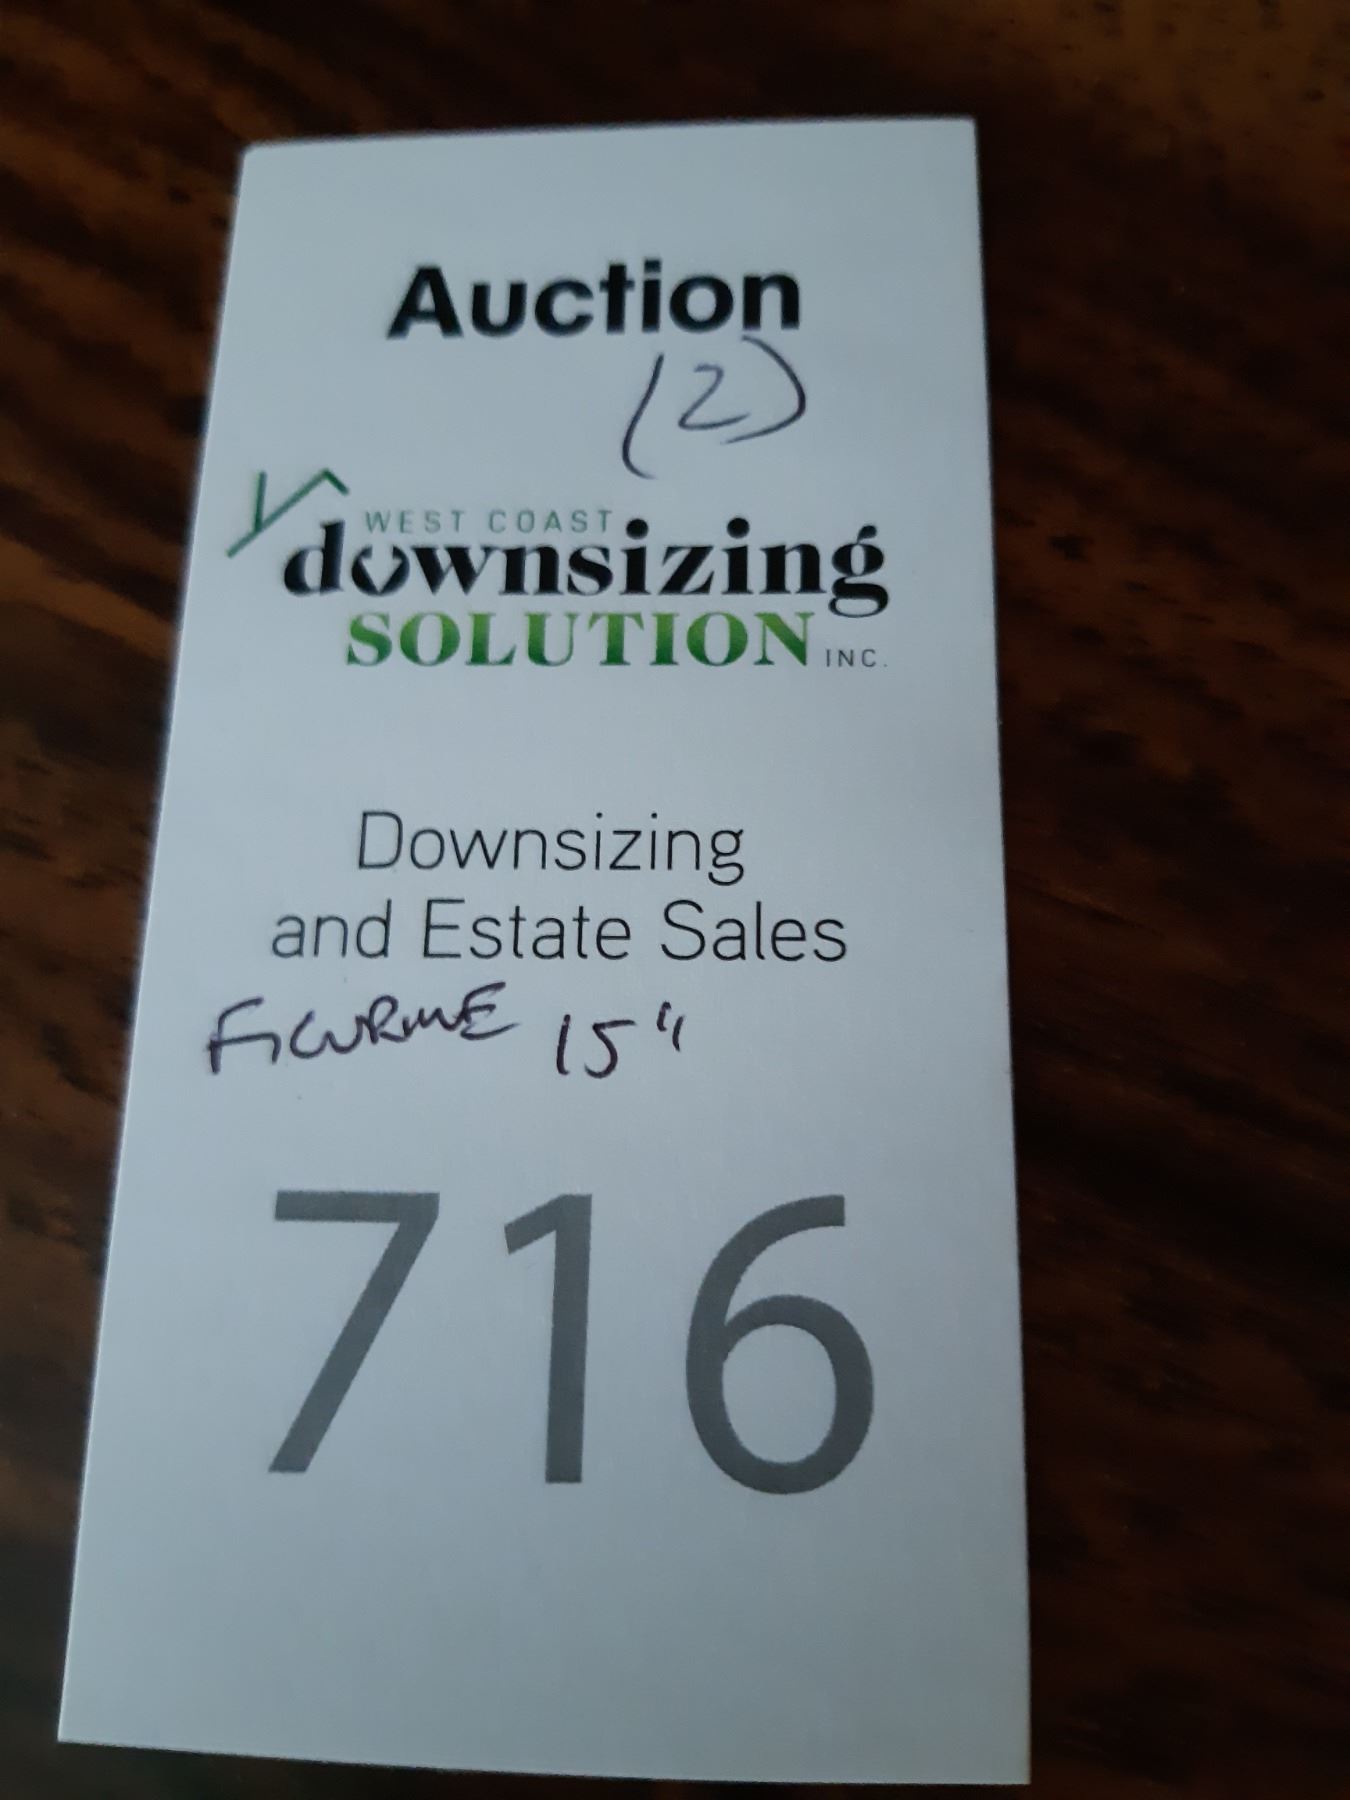 Auction
(2)
WEST COAST
downsizing
SOLUTION INC.
Downsizing
and Estate Sales
FIGURINE 15"
716